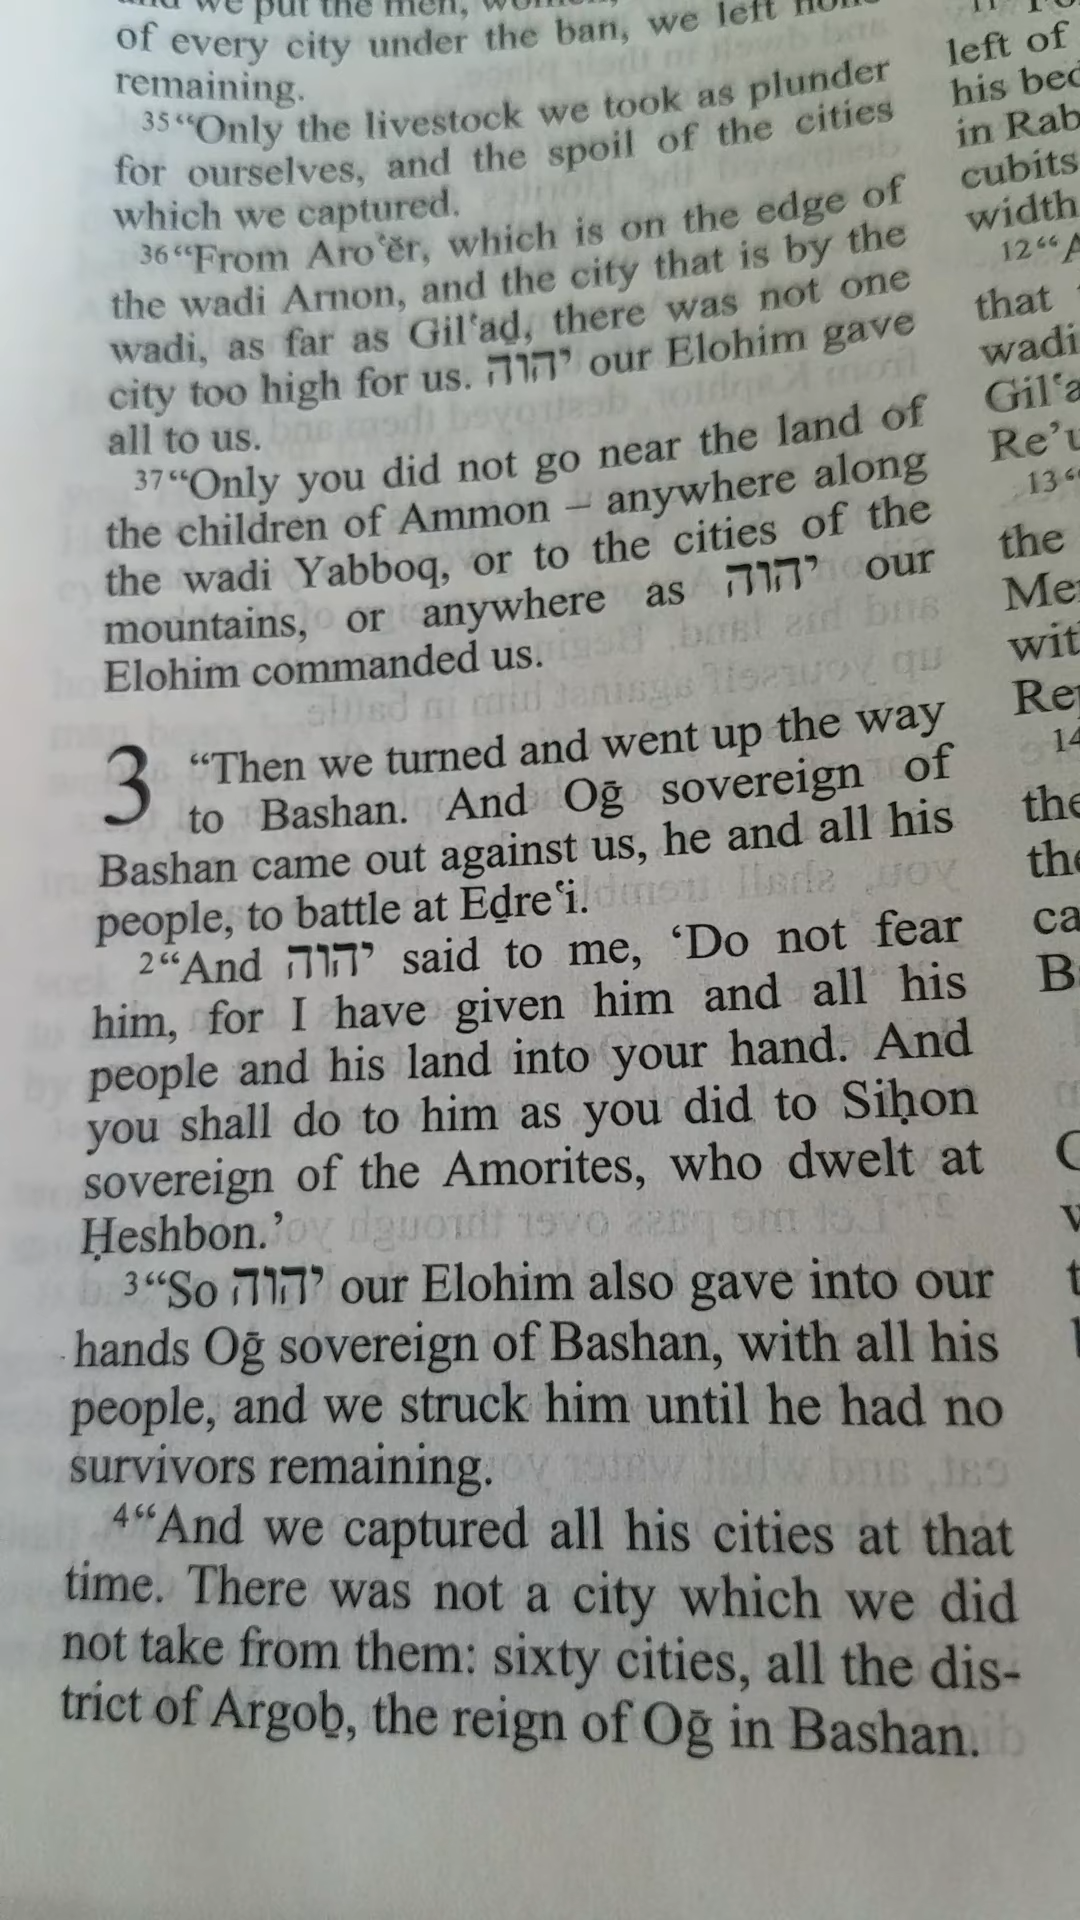 of every city under the ban, we left
remaining.
35“Only the livestock we took as plunder
for ourselves, and the spoil of the cities
which we captured.
36“From Aro‛ĕr, which is on the edge of
the wadi Arnon, and the city that is by the
wadi, as far as Gil‛aḏ, there was not one
city too high for us. יהוה our Elohim gave
all to us.
37“Only you did not go near the land of
the children of Ammon – anywhere along
the wadi Yabboq, or to the cities of the
mountains, or anywhere as יהוה our
Elohim commanded us.
3 “Then we turned and went up the way
to Bashan. And Oḡ sovereign of
Bashan came out against us, he and all his
people, to battle at Eḏre‛i.
2“And יהוה said to me, ‘Do not fear
him, for I have given him and all his
people and his land into your hand. And
you shall do to him as you did to Siḥon
sovereign of the Amorites, who dwelt at
Ḥeshbon.’
3“So יהוה our Elohim also gave into our
hands Oḡ sovereign of Bashan, with all his
people, and we struck him until he had no
survivors remaining.
4“And we captured all his cities at that
time. There was not a city which we did
not take from them: sixty cities, all the dis-
trict of Argoḇ, the reign of Oḡ in Bashan.
left of
his
in
cubits
width
12“
that
wadi
13“
the
14
the